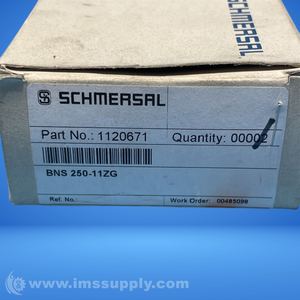 SCHMERSAL
SCHMERSAL
Part No.: 1120671 Quantity: 00002
BNS 250-11ZG
Ref. No.: Work Order: 00485098
© www.imssupply.com